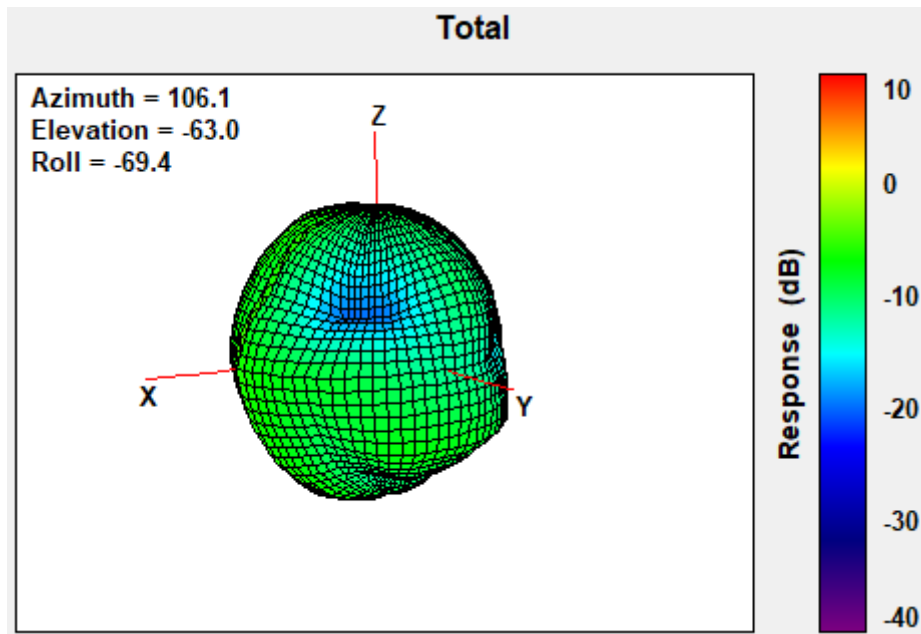 Total
Azimuth = 106.1
Elevation = -63.0
Roll = -69.4
Z
X
Y
10
0
-10
-20
-30
-40
Response (dB)